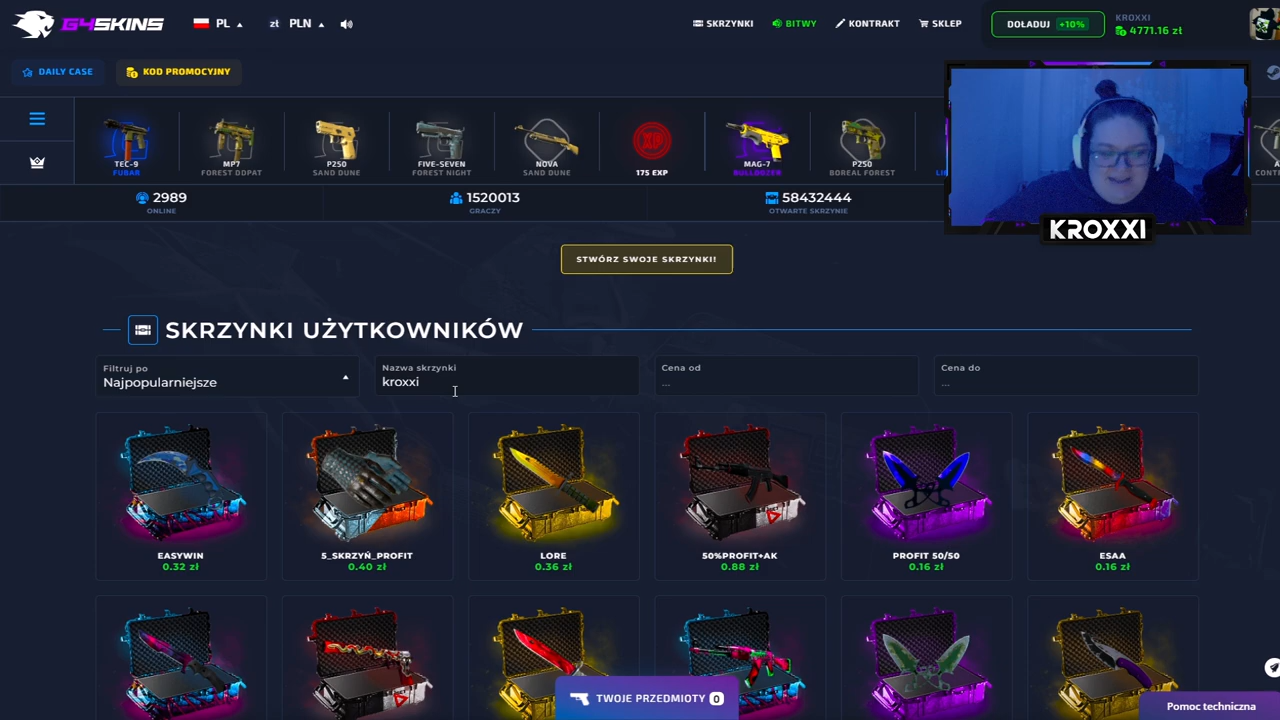 G4SKINS
PL
zł PLN
SKRZYNKI
BITWY
KONTRAKT
SKLEP
DOŁADUJ +10%
KROXXI
4771.16 zł
DAILY CASE
KOD PROMOCYJNY
TEC-9
FUBAR
MP7
FOREST DDPAT
P250
SAND DUNE
FIVE-SEVEN
FOREST NIGHT
NOVA
SAND DUNE
XP
175 EXP
MAG-7
BULLDOZER
P250
BOREAL FOREST
2989
ONLINE
1520013
GRACZY
58432444
OTWARTE SKRZYNIE
KROXXI
STWÓRZ SWOJE SKRZYNKI!
SKRZYNKI UŻYTKOWNIKÓW
Filtruj po
Najpopularniejsze
Nazwa skrzynki
kroxxi
Cena od
...
Cena do
...
EASYWIN
0.32 zł
5_SKRZYŃ_PROFIT
0.40 zł
LORE
0.36 zł
50%PROFIT+AK
0.88 zł
PROFIT 50/50
0.16 zł
ESAA
0.16 zł
TWOJE PRZEDMIOTY 0
Pomoc techniczna